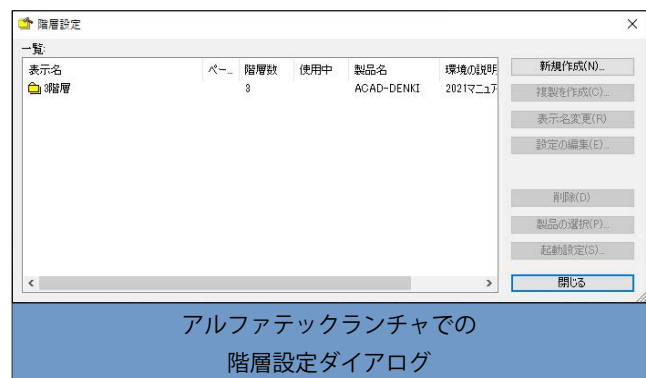 階層設定
一覧:
表示名 ペー... 階層数 使用中 製品名 環境の説明
3階層 3 ACAD-DENKI 2021マニュア
新規作成(N)...
複製を作成(C)...
表示名変更(R)
設定の編集(E)...
削除(D)
製品の選択(P)...
起動設定(S)...
閉じる
アルファテックランチャでの
階層設定ダイアログ